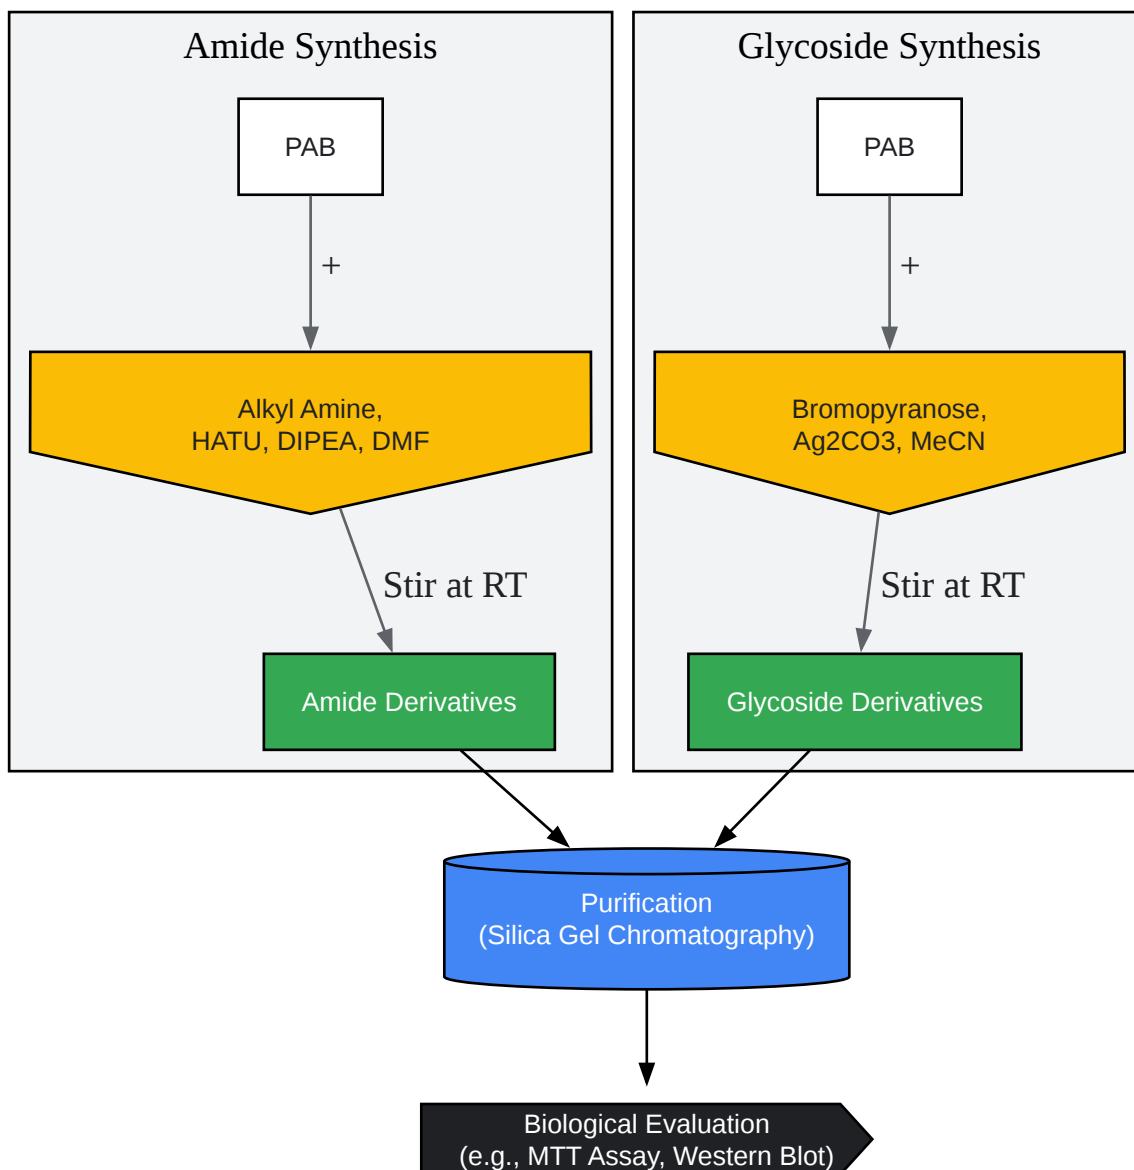 Amide Synthesis
PAB
+
Alkyl Amine,
HATU, DIPEA, DMF
Stir at RT
Amide Derivatives
Glycoside Synthesis
PAB
+
Bromopyranose,
Ag2CO3, MeCN
Stir at RT
Glycoside Derivatives
Purification
(Silica Gel Chromatography)
Biological Evaluation
(e.g., MTT Assay, Western Blot)